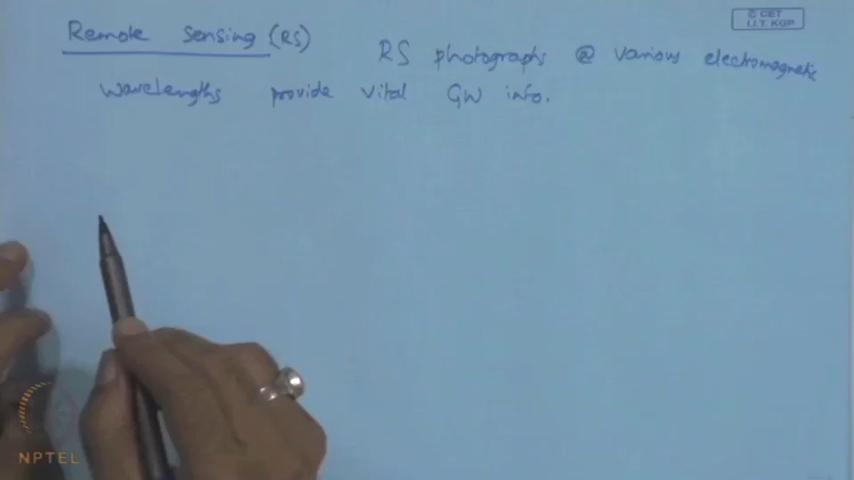 © CET
I.I.T. KGP
Remote Sensing (RS) RS photographs @ various electromagnetic
wavelengths provide vital GW info.
NPTEL